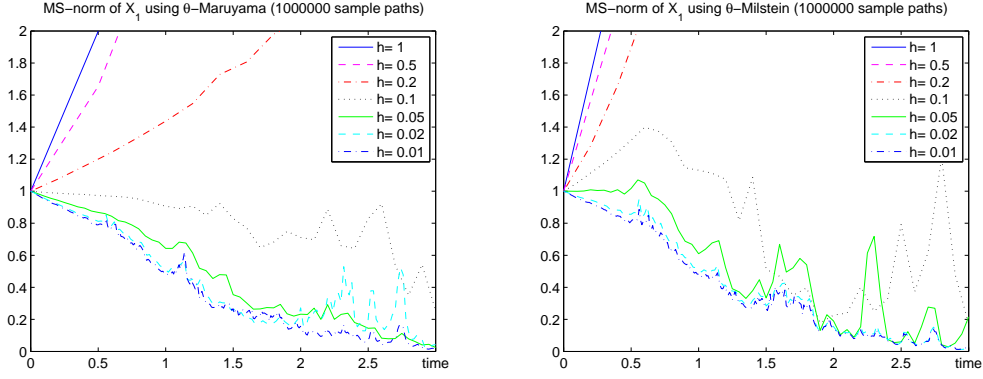 MS-norm of X_1 using θ-Maruyama (1000000 sample paths)
2
1.8
1.6
1.4
1.2
1
0.8
0.6
0.4
0.2
0
0
0.5
1
1.5
2
2.5
time
h= 1
h= 0.5
h= 0.2
h= 0.1
h= 0.05
h= 0.02
h= 0.01
MS-norm of X_1 using θ-Milstein (1000000 sample paths)
2
1.8
1.6
1.4
1.2
1
0.8
0.6
0.4
0.2
0
0
0.5
1
1.5
2
2.5
time
h= 1
h= 0.5
h= 0.2
h= 0.1
h= 0.05
h= 0.02
h= 0.01